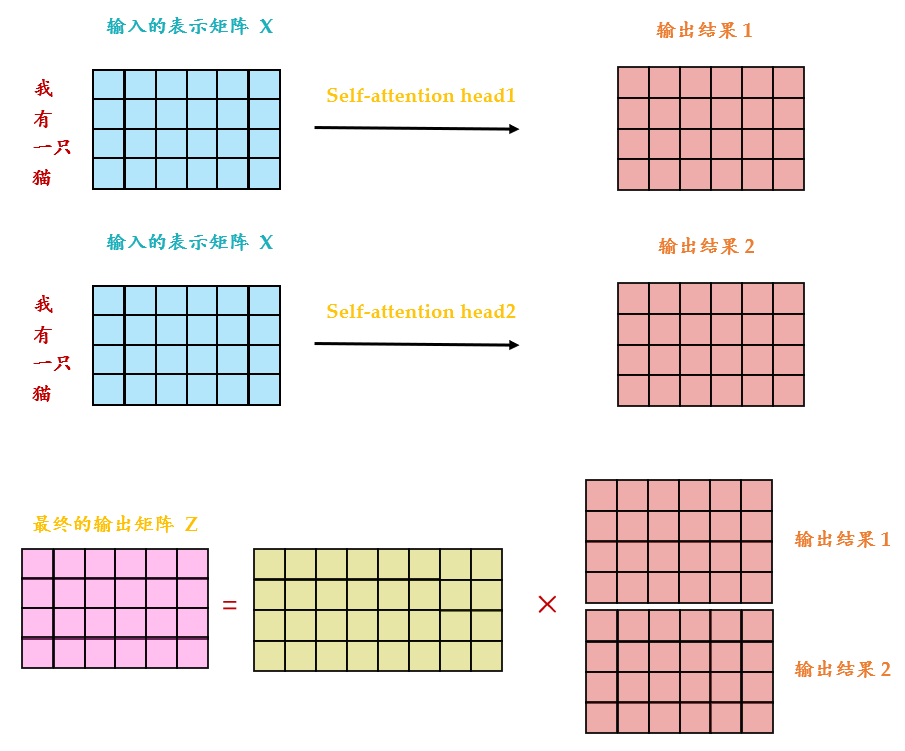 输入的表示矩阵 X
输出结果1
我
有
一只
猫
Self-attention head1
输入的表示矩阵 X
输出结果2
我
有
一只
猫
Self-attention head2
最终的输出矩阵 Z
=
×
输出结果1
输出结果2